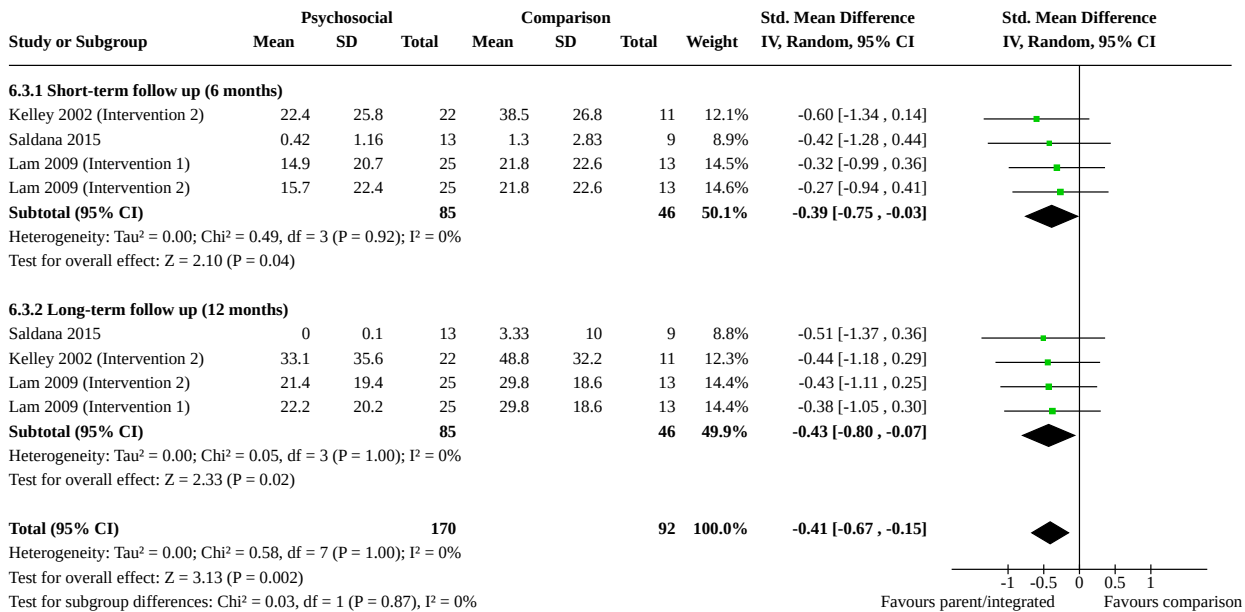 Psychosocial Comparison Std. Mean Difference Std. Mean Difference
Study or Subgroup Mean SD Total Mean SD Total Weight IV, Random, 95% CI IV, Random, 95% CI
6.3.1 Short-term follow up (6 months)
Kelley 2002 (Intervention 2) 22.4 25.8 22 38.5 26.8 11 12.1% -0.60 [-1.34 , 0.14]
Saldana 2015 0.42 1.16 13 1.3 2.83 9 8.9% -0.42 [-1.28 , 0.44]
Lam 2009 (Intervention 1) 14.9 20.7 25 21.8 22.6 13 14.5% -0.32 [-0.99 , 0.36]
Lam 2009 (Intervention 2) 15.7 22.4 25 21.8 22.6 13 14.6% -0.27 [-0.94 , 0.41]
Subtotal (95% CI) 85 46 50.1% -0.39 [-0.75 , -0.03]
Heterogeneity: Tau² = 0.00; Chi² = 0.49, df = 3 (P = 0.92); I² = 0%
Test for overall effect: Z = 2.10 (P = 0.04)
6.3.2 Long-term follow up (12 months)
Saldana 2015 0 0.1 13 3.33 10 9 8.8% -0.51 [-1.37 , 0.36]
Kelley 2002 (Intervention 2) 33.1 35.6 22 48.8 32.2 11 12.3% -0.44 [-1.18 , 0.29]
Lam 2009 (Intervention 2) 21.4 19.4 25 29.8 18.6 13 14.4% -0.43 [-1.11 , 0.25]
Lam 2009 (Intervention 1) 22.2 20.2 25 29.8 18.6 13 14.4% -0.38 [-1.05 , 0.30]
Subtotal (95% CI) 85 46 49.9% -0.43 [-0.80 , -0.07]
Heterogeneity: Tau² = 0.00; Chi² = 0.05, df = 3 (P = 1.00); I² = 0%
Test for overall effect: Z = 2.33 (P = 0.02)
Total (95% CI) 170 92 100.0% -0.41 [-0.67 , -0.15]
Heterogeneity: Tau² = 0.00; Chi² = 0.58, df = 7 (P = 1.00); I² = 0%
Test for overall effect: Z = 3.13 (P = 0.002)
-1 -0.5 0 0.5 1
Test for subgroup differences: Chi² = 0.03, df = 1 (P = 0.87), I² = 0%
Favours parent/integrated Favours comparison